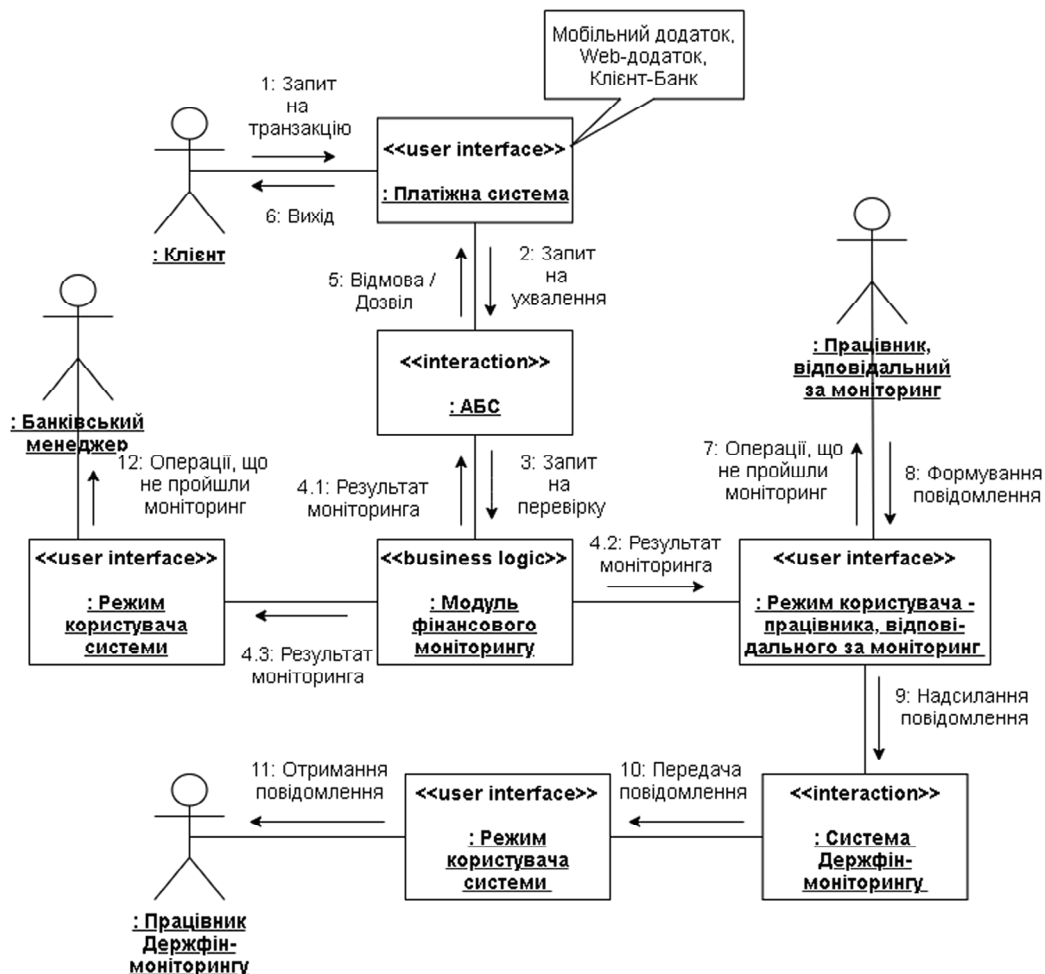 Мобільний додаток,
Web-додаток,
Клієнт-Банк
1: Запит
на
транзакцію
<<user interface>>
: Платіжна система
6: Вихід
: Клієнт
5: Відмова /
Дозвіл
2: Запит
на
ухвалення
<<interaction>>
: АБС
: Працівник,
відповідальний
за моніторинг
: Банківський
менеджер
12: Операції, що
не пройшли
моніторинг
4.1: Результат
моніторинга
3: Запит
на
перевірку
7: Операції, що
не пройшли
моніторинг
8: Формування
повідомлення
<<user interface>>
: Режим
користувача
системи
<<business logic>>
: Модуль
фінансового
моніторингу
4.2: Результат
моніторинга
<<user interface>>
: Режим користувача -
працівника, відпові-
дального за моніторинг
4.3: Результат
моніторинга
9: Надсилання
повідомлення
11: Отримання
повідомлення
<<user interface>>
: Режим
користувача
системи
10: Передача
повідомлення
<<interaction>>
: Система
Держфін-
моніторингу
: Працівник
Держфін-
моніторингу